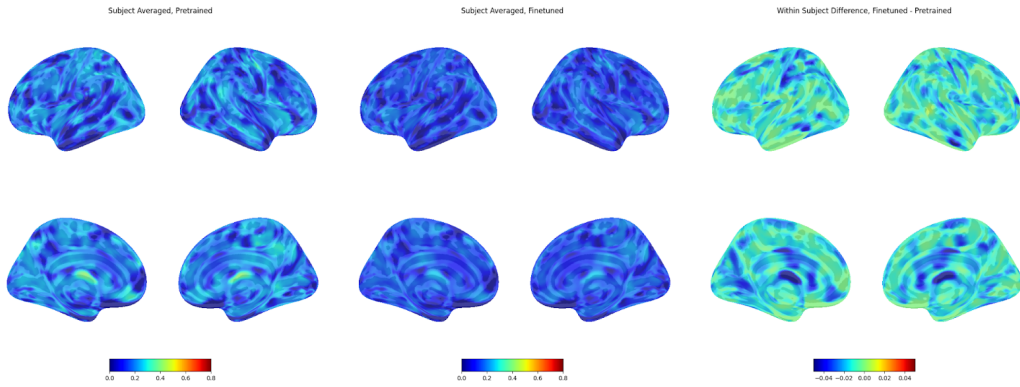 Subject Averaged, Pretrained
Subject Averaged, Finetuned
Within Subject Difference, Finetuned - Pretrained
0.0 0.2 0.4 0.6 0.8
0.0 0.2 0.4 0.6 0.8
−0.04 −0.02 0.00 0.02 0.04